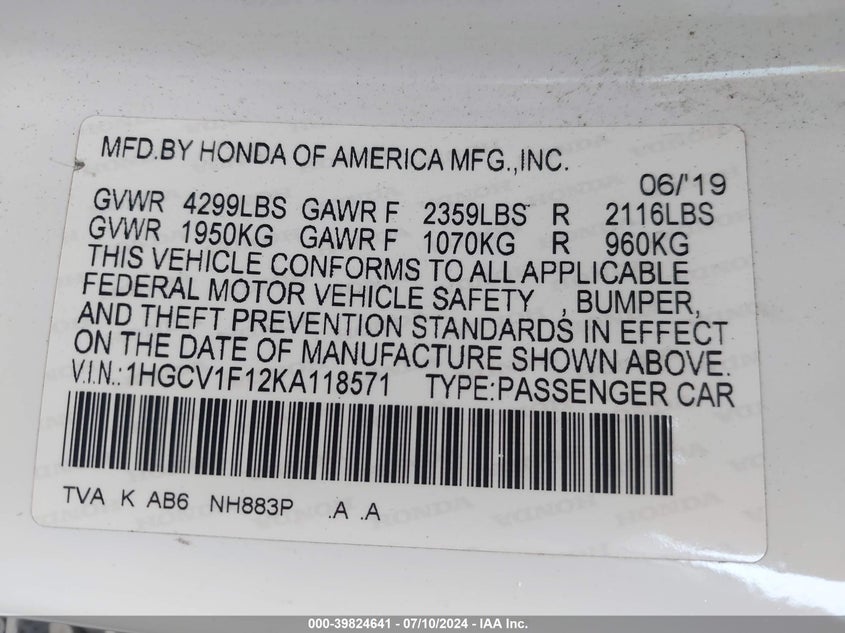 MFD.BY HONDA OF AMERICA MFG.,INC.
06/'19
GVWR 4299LBS GAWR F 2359LBS R 2116LBS
GVWR 1950KG GAWR F 1070KG R 960KG
THIS VEHICLE CONFORMS TO ALL APPLICABLE
FEDERAL MOTOR VEHICLE SAFETY , BUMPER,
AND THEFT PREVENTION STANDARDS IN EFFECT
ON THE DATE OF MANUFACTURE SHOWN ABOVE.
V.I.N.:1HGCV1F12KA118571 TYPE:PASSENGER CAR
TVA K AB6 NH883P .A .A
000-39824641 - 07/10/2024 - IAA Inc.